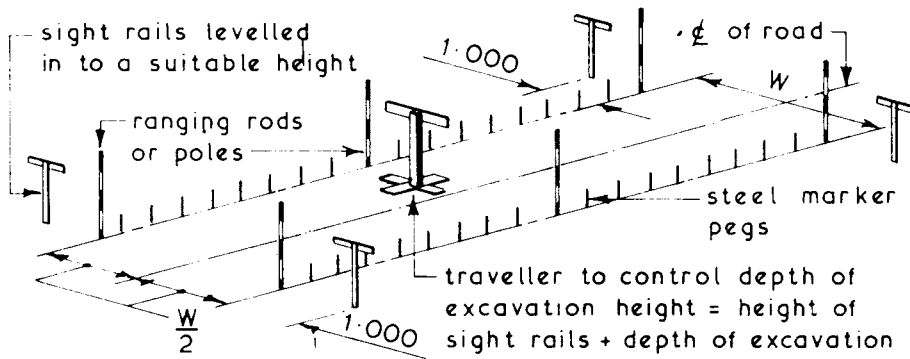 sight rails levelled
in to a suitable height
1·000
℄ of road
W
ranging rods
or poles
steel marker
pegs
traveller to control depth of
excavation height = height of
sight rails + depth of excavation
W
2
1·000